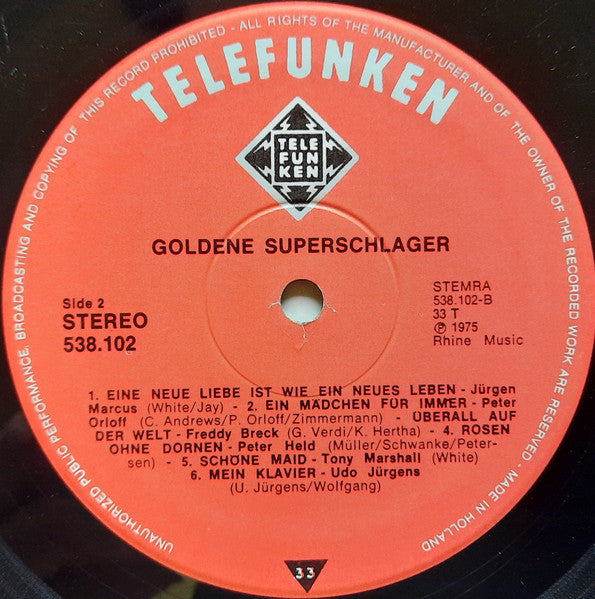 UNAUTHORIZED PUBLIC PERFORMANCE, BROADCASTING AND COPYING OF THIS RECORD PROHIBITED - ALL RIGHTS OF THE MANUFACTURER AND OF THE OWNER OF THE RECORDED WORK ARE RESERVED - MADE IN HOLLAND
TELEFUNKEN
TELE
FUN
KEN
GOLDENE SUPERSCHLAGER
Side 2
STEREO
538.102
STEMRA
538.102-B
33 T
℗ 1975
Rhine Music
1. EINE NEUE LIEBE IST WIE EIN NEUES LEBEN - Jürgen
Marcus (White/Jay) - 2. EIN MÄDCHEN FÜR IMMER - Peter
Orloff (C. Andrews/P. Orloff/Zimmermann) - ÜBERALL AUF
DER WELT - Freddy Breck (G. Verdi/K. Hertha) - 4. ROSEN
OHNE DORNEN - Peter Held (Müller/Schwanke/Peter-
sen) - 5. SCHÖNE MAID - Tony Marshall (White)
6. MEIN KLAVIER - Udo Jürgens
(U. Jürgens/Wolfgang)
33